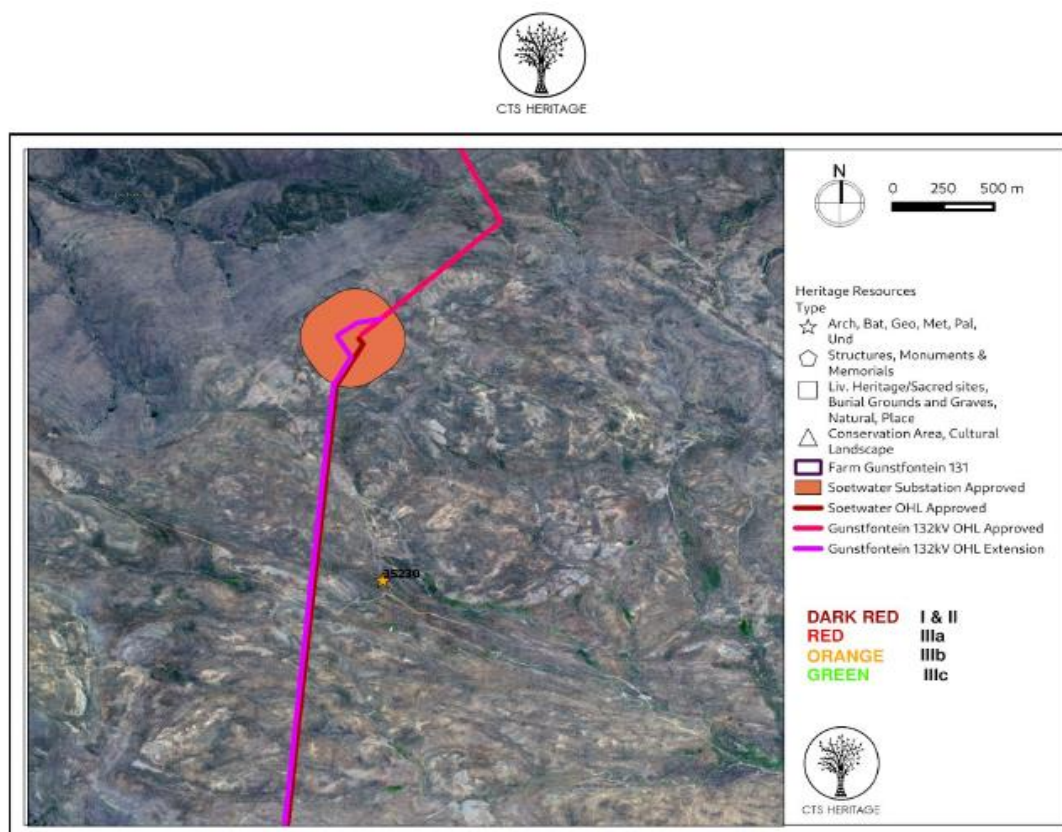 CTS HERITAGE
N
0 250 500 m
Heritage Resources
Type
Arch, Bat, Geo, Met, Pal,
Und
Structures, Monuments &
Memorials
Liv. Heritage/Sacred sites,
Burial Grounds and Graves,
Natural, Place
Conservation Area, Cultural
Landscape
Farm Gunstfontein 131
Soetwater Substation Approved
Soetwater OHL Approved
Gunstfontein 132kV OHL Approved
Gunstfontein 132kV OHL Extension
35230
DARK RED I & II
RED IIIa
ORANGE IIIb
GREEN IIIc
CTS HERITAGE